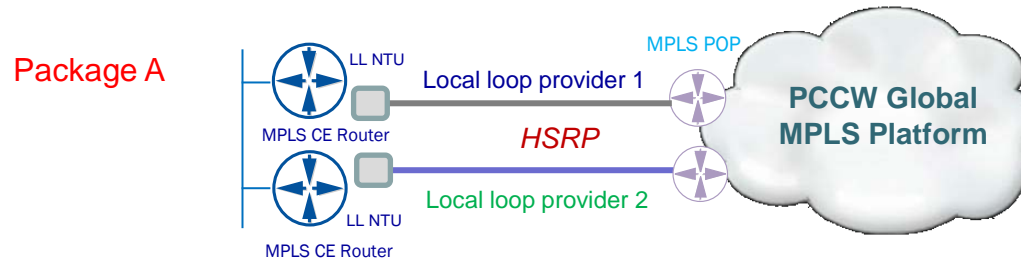 Package A
LL NTU
Local loop provider 1
MPLS POP
MPLS CE Router
HSRP
PCCW Global
MPLS Platform
Local loop provider 2
LL NTU
MPLS CE Router